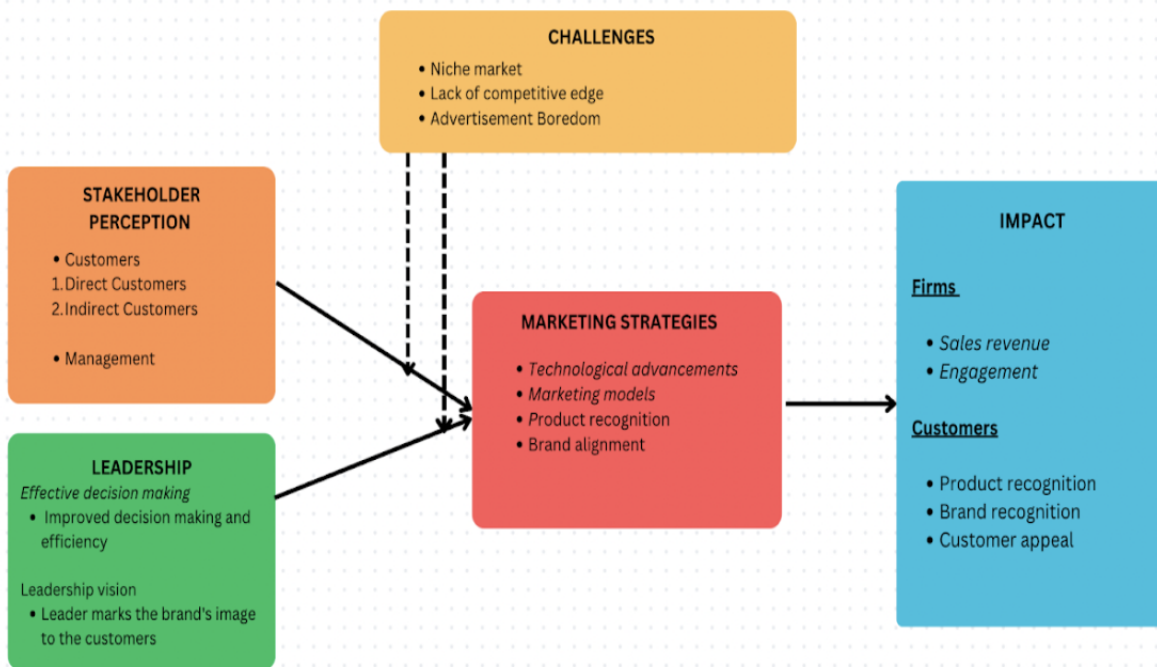 CHALLENGES
• Niche market
• Lack of competitive edge
• Advertisement Boredom
STAKEHOLDER
PERCEPTION
• Customers
1. Direct Customers
2. Indirect Customers
• Management
LEADERSHIP
Effective decision making
• Improved decision making and
efficiency
Leadership vision
• Leader marks the brand's image
to the customers
MARKETING STRATEGIES
• Technological advancements
• Marketing models
• Product recognition
• Brand alignment
IMPACT
Firms
• Sales revenue
• Engagement
Customers
• Product recognition
• Brand recognition
• Customer appeal